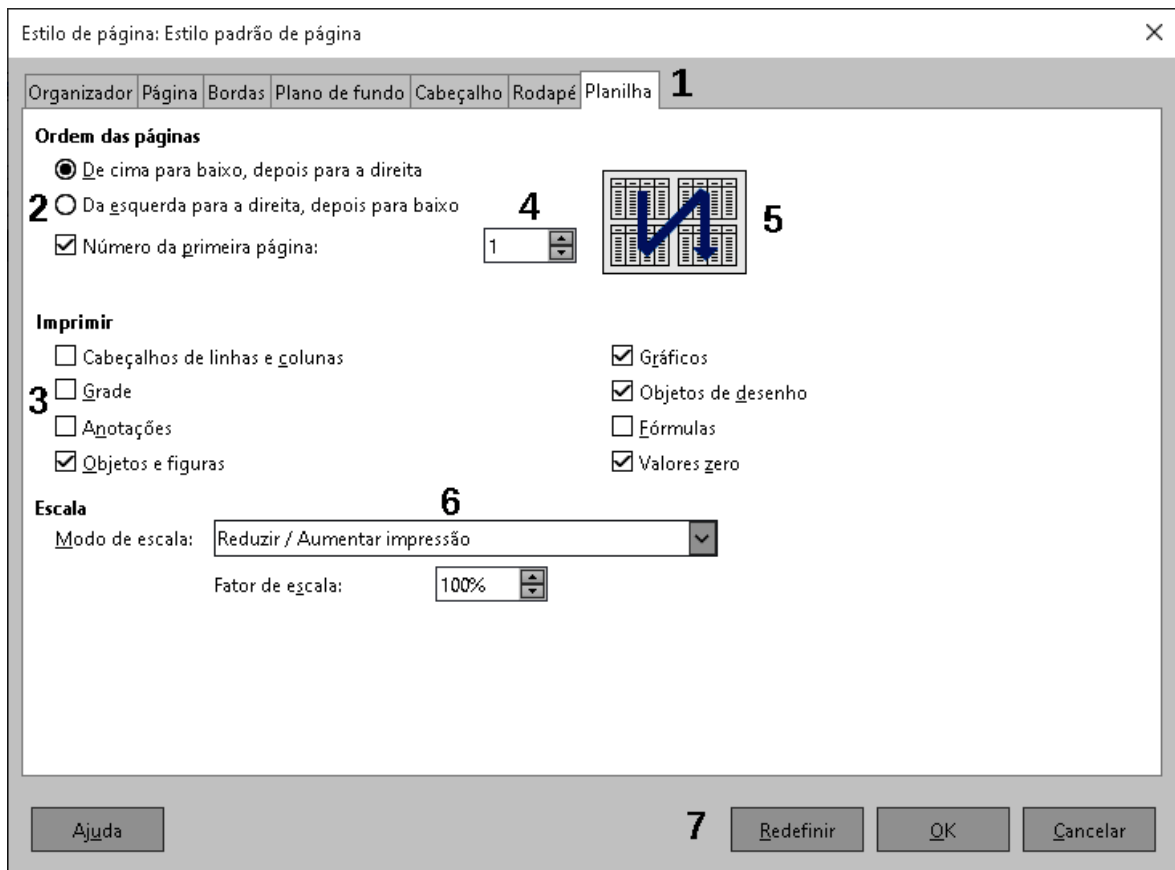 Estilo de página: Estilo padrão de página
Organizador Página Bordas Plano de fundo Cabeçalho Rodapé Planilha 1
Ordem das páginas
De cima para baixo, depois para a direita
2 Da esquerda para a direita, depois para baixo 4
5
Número da primeira página: 1
Imprimir
Cabeçalhos de linhas e colunas Gráficos
3 Grade Objetos de desenho
Anotações Fórmulas
Objetos e figuras Valores zero
Escala 6
Modo de escala: Reduzir / Aumentar impressão
Fator de escala: 100%
Ajuda 7 Redefinir OK Cancelar